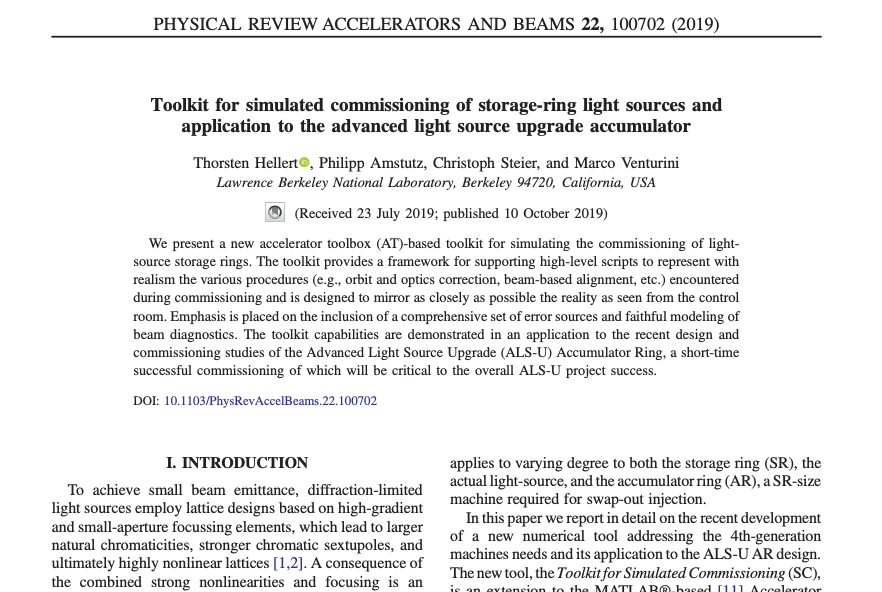 PHYSICAL REVIEW ACCELERATORS AND BEAMS 22, 100702 (2019)
Toolkit for simulated commissioning of storage-ring light sources and
application to the advanced light source upgrade accumulator
Thorsten Hellert, Philipp Amstutz, Christoph Steier, and Marco Venturini
Lawrence Berkeley National Laboratory, Berkeley 94720, California, USA
(Received 23 July 2019; published 10 October 2019)
We present a new accelerator toolbox (AT)-based toolkit for simulating the commissioning of light-
source storage rings. The toolkit provides a framework for supporting high-level scripts to represent with
realism the various procedures (e.g., orbit and optics correction, beam-based alignment, etc.) encountered
during commissioning and is designed to mirror as closely as possible the reality as seen from the control
room. Emphasis is placed on the inclusion of a comprehensive set of error sources and faithful modeling of
beam diagnostics. The toolkit capabilities are demonstrated in an application to the recent design and
commissioning studies of the Advanced Light Source Upgrade (ALS-U) Accumulator Ring, a short-time
successful commissioning of which will be critical to the overall ALS-U project success.
DOI: 10.1103/PhysRevAccelBeams.22.100702
I. INTRODUCTION
To achieve small beam emittance, diffraction-limited
light sources employ lattice designs based on high-gradient
and small-aperture focussing elements, which lead to larger
natural chromaticities, stronger chromatic sextupoles, and
ultimately highly nonlinear lattices [1,2]. A consequence of
the combined strong nonlinearities and focusing is an
applies to varying degree to both the storage ring (SR), the
actual light-source, and the accumulator ring (AR), a SR-size
machine required for swap-out injection.
In this paper we report in detail on the recent development
of a new numerical tool addressing the 4th-generation
machines needs and its application to the ALS-U AR design.
The new tool, the Toolkit for Simulated Commissioning (SC),
is an extension to the MATLAB®-based [11] Accelerator